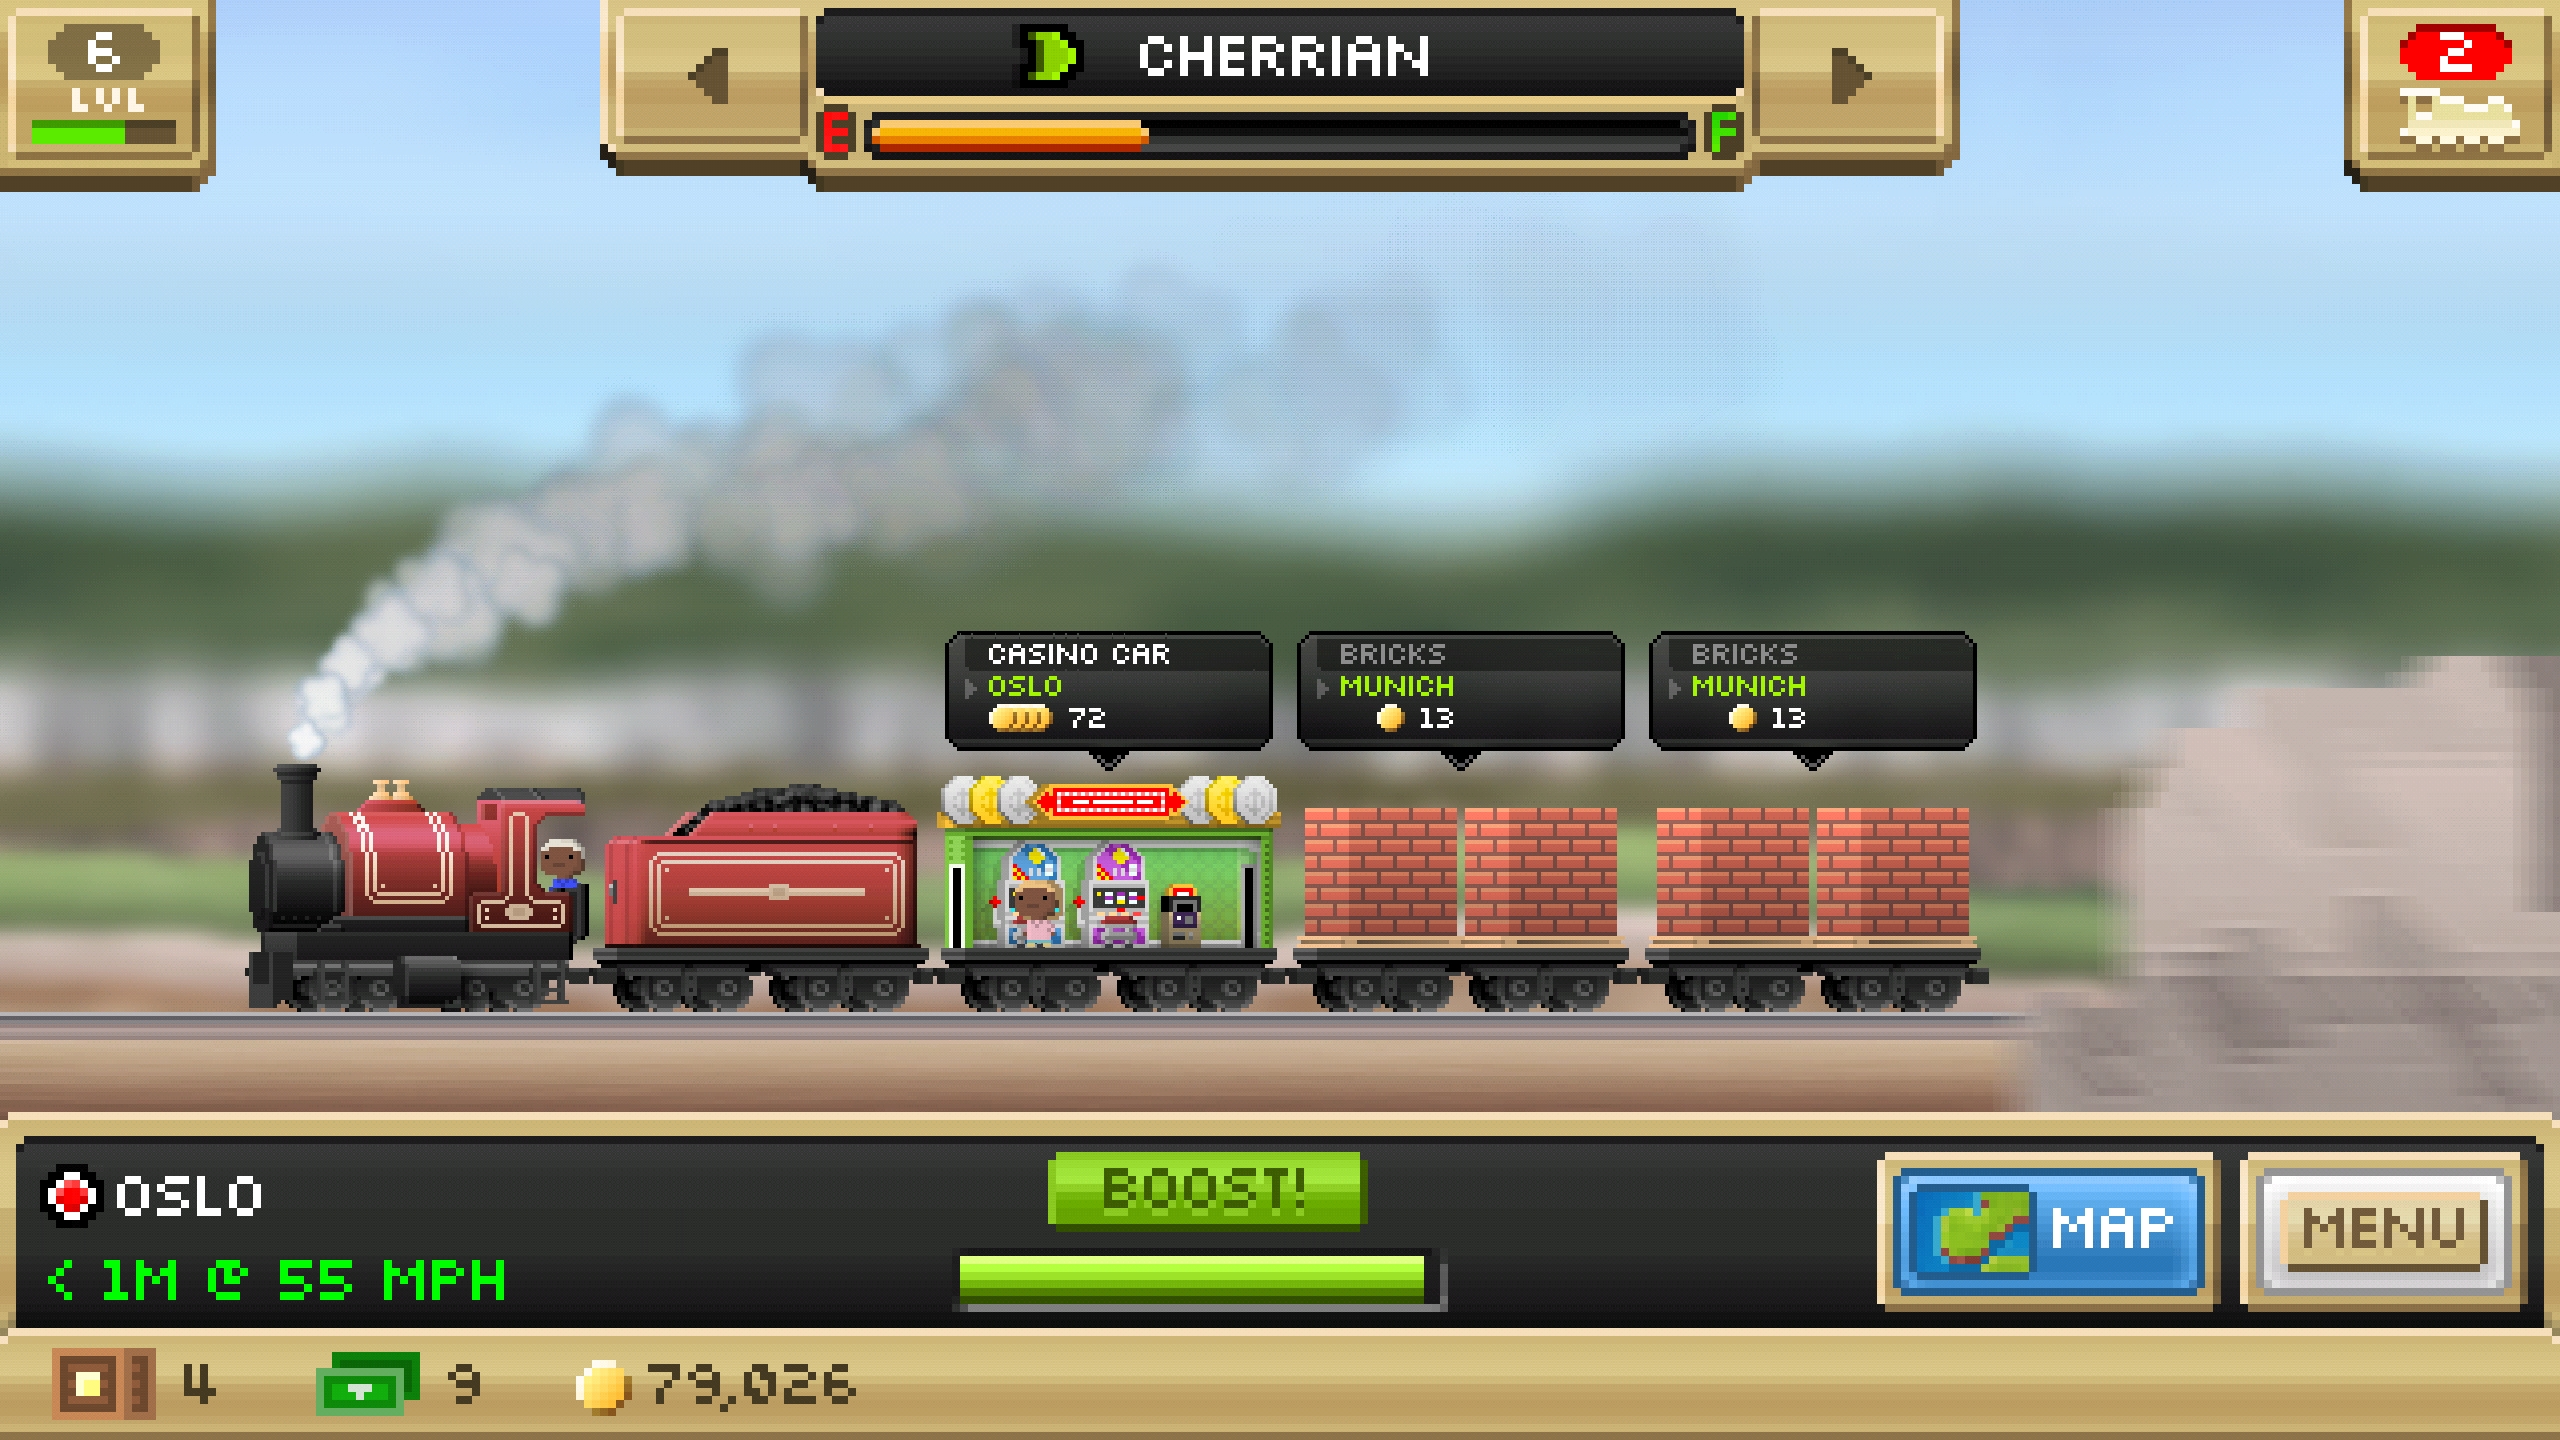 6
LVL
CHERRIAN
E F
2
CASINO CAR
OSLO
72
BRICKS
MUNICH
13
BRICKS
MUNICH
13
OSLO
< 1M @ 55 MPH
BOOST!
MAP
MENU
4
9
79,026